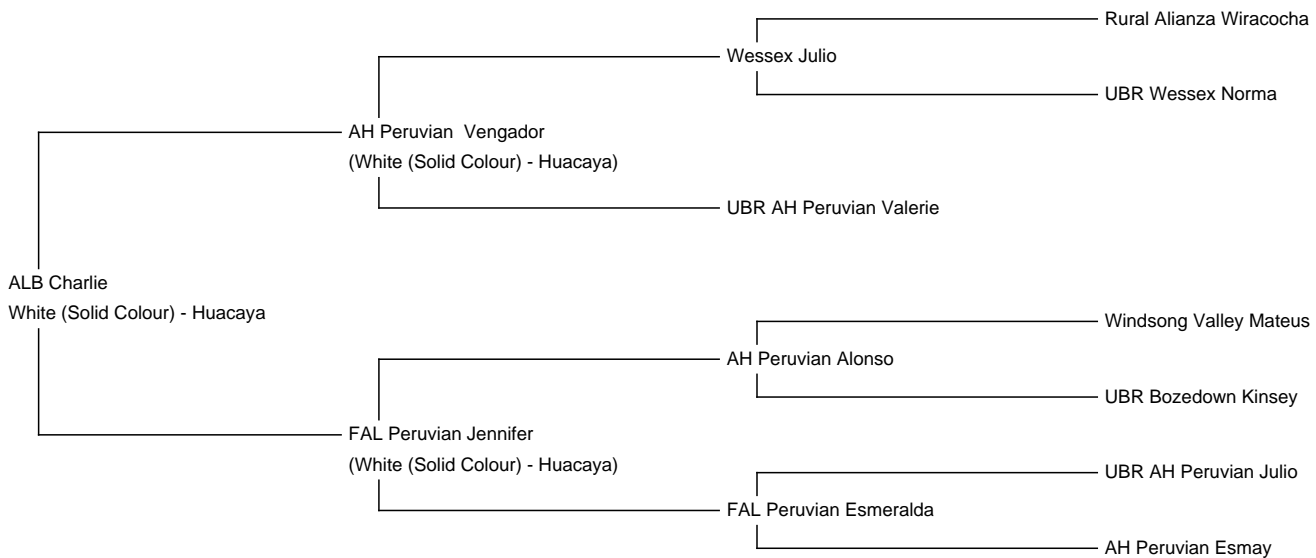 Rural Alianza Wiracocha
Wessex Julio
UBR Wessex Norma
AH Peruvian  Vengador
(White (Solid Colour) - Huacaya)
UBR AH Peruvian Valerie
ALB Charlie
White (Solid Colour) - Huacaya
Windsong Valley Mateus
AH Peruvian Alonso
UBR Bozedown Kinsey
FAL Peruvian Jennifer
(White (Solid Colour) - Huacaya)
UBR AH Peruvian Julio
FAL Peruvian Esmeralda
AH Peruvian Esmay